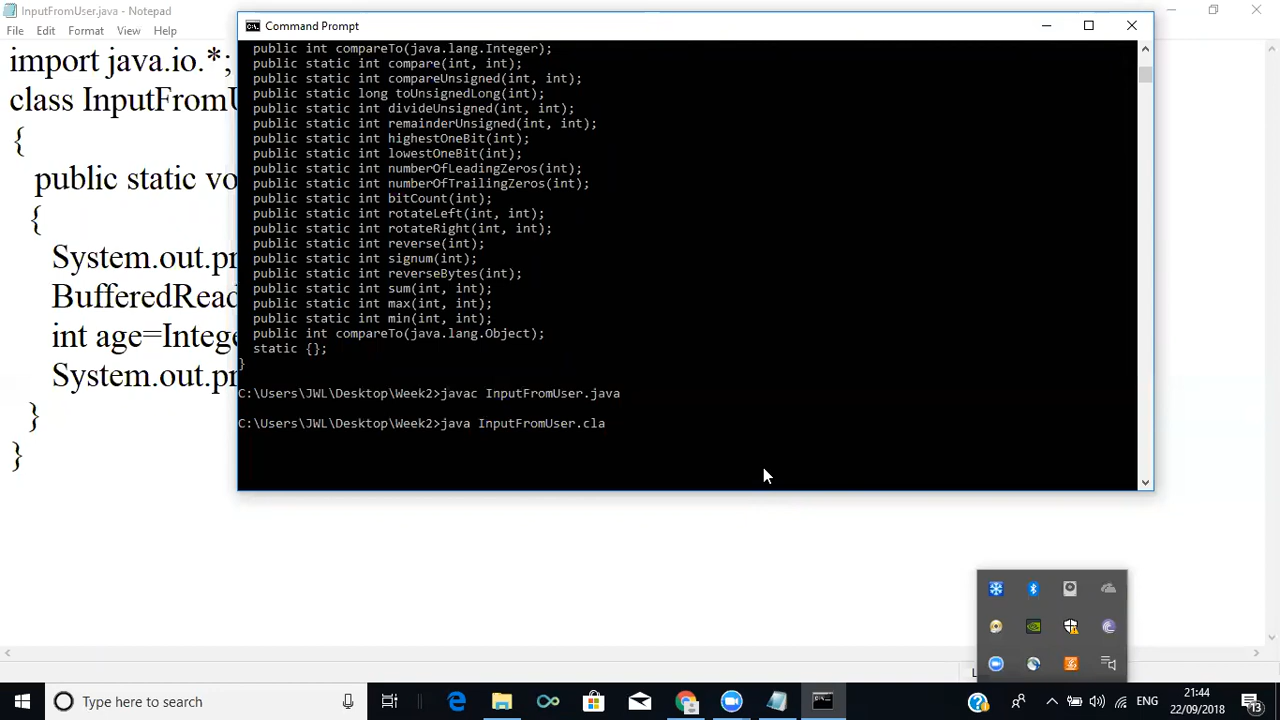 InputFromUser.java - Notepad
File Edit Format View Help
import java.io.*;
class InputFromU
{
public static vo
{
System.out.pr
BufferedRead
int age=Intege
System.out.pr
}
}
Command Prompt
public int compareTo(java.lang.Integer);
public static int compare(int, int);
public static int compareUnsigned(int, int);
public static long toUnsignedLong(int);
public static int divideUnsigned(int, int);
public static int remainderUnsigned(int, int);
public static int highestOneBit(int);
public static int lowestOneBit(int);
public static int numberOfLeadingZeros(int);
public static int numberOfTrailingZeros(int);
public static int bitCount(int);
public static int rotateLeft(int, int);
public static int rotateRight(int, int);
public static int reverse(int);
public static int signum(int);
public static int reverseBytes(int);
public static int sum(int, int);
public static int max(int, int);
public static int min(int, int);
public int compareTo(java.lang.Object);
static {};
}
C:\Users\JWL\Desktop\Week2>javac InputFromUser.java
C:\Users\JWL\Desktop\Week2>java InputFromUser.cla
Type here to search
ENG
21:44
22/09/2018
13